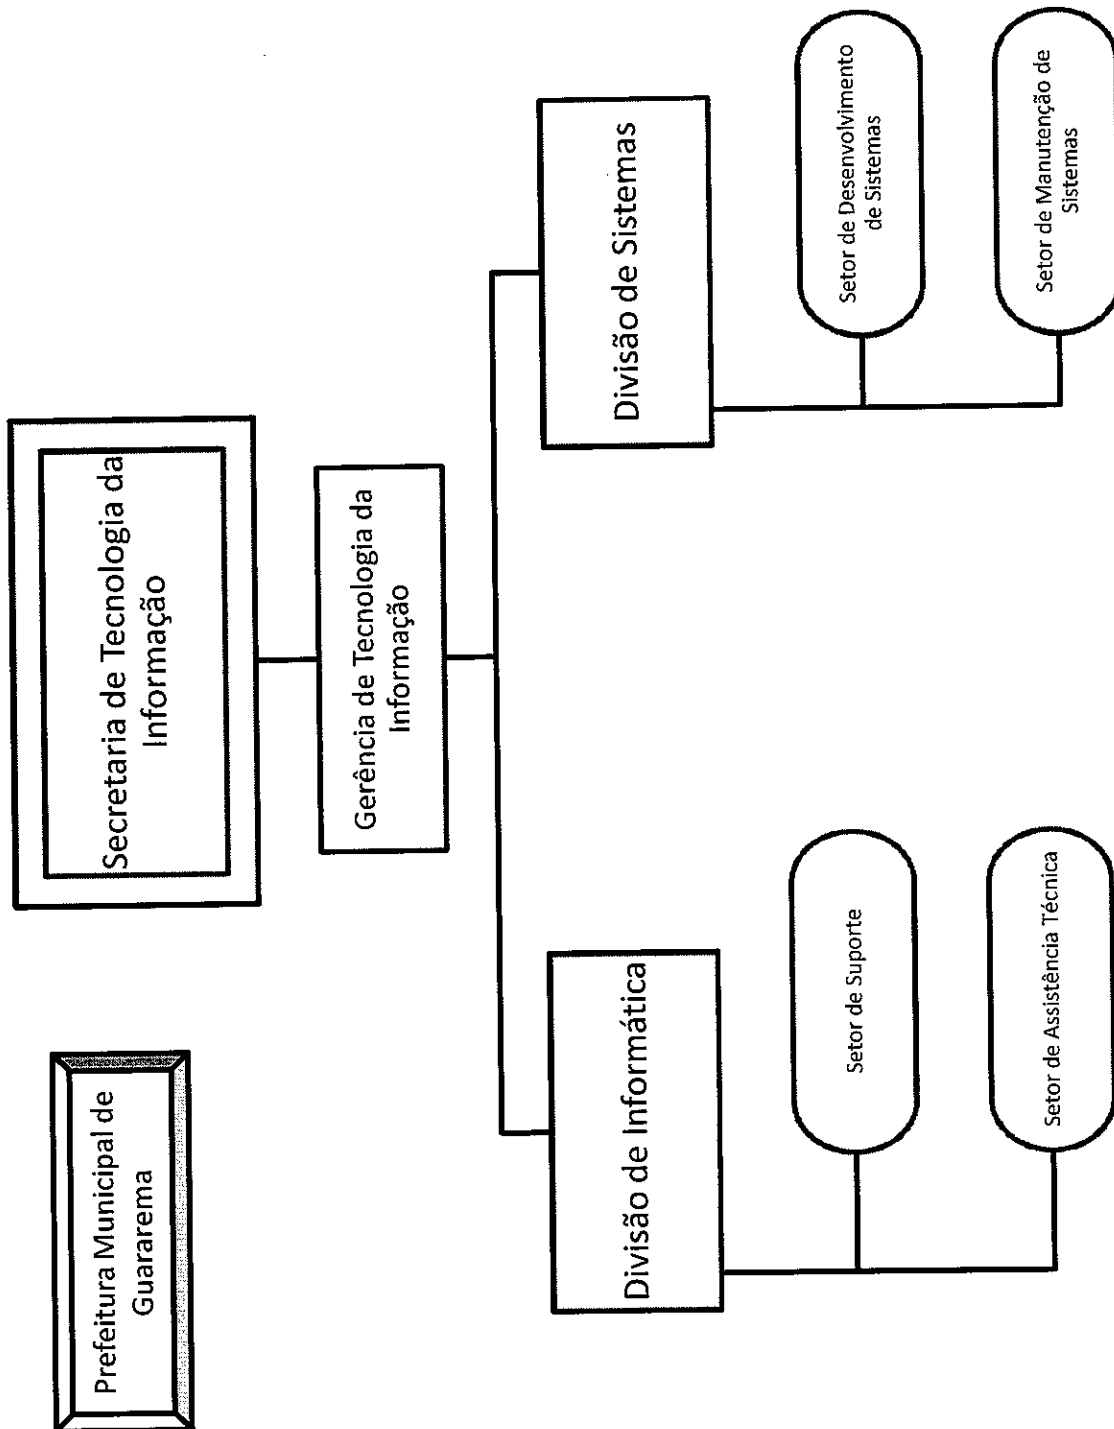 Prefeitura Municipal de
Guararema
Secretaria de Tecnologia da
Informação
Gerência de Tecnologia da
Informação
Divisão de Informática
Divisão de Sistemas
Setor de Suporte
Setor de Assistência Técnica
Setor de Desenvolvimento
de Sistemas
Setor de Manutenção de
Sistemas